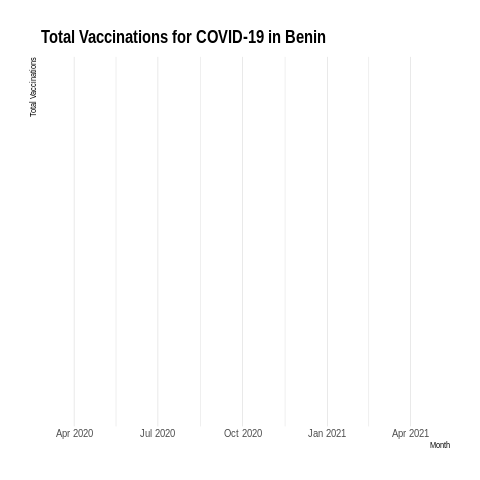 Total Vaccinations for COVID-19 in Benin
Total Vaccinations
Apr 2020 Jul 2020 Oct 2020 Jan 2021 Apr 2021
Month